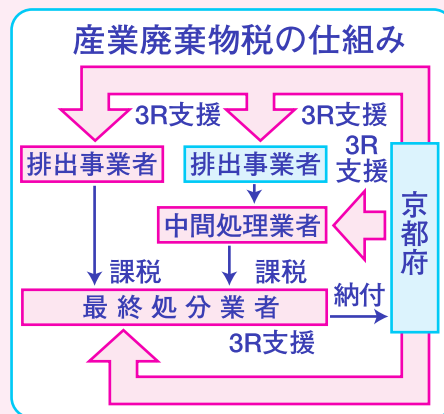 産業廃棄物税の仕組み
3R支援
3R支援
3R
支援
排出事業者
排出事業者
京都府
中間処理業者
課税
課税
納付
最終処分業者
3R支援